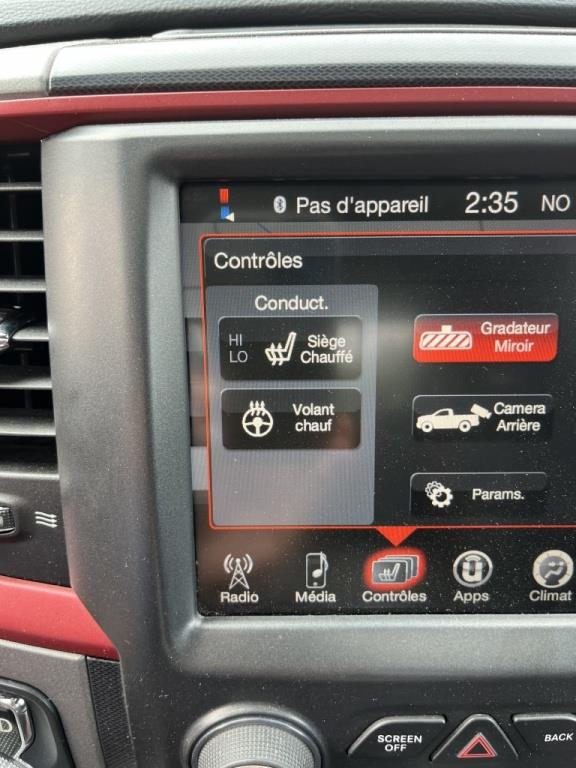 Pas d'appareil 2:35 NO
Contrôles
Conduct.
HI
LO
Siège
Chauffé
Gradateur
Miroir
Volant
chauf
Camera
Arrière
Params.
Radio Média Contrôles Apps Climat
SCREEN
OFF
BACK